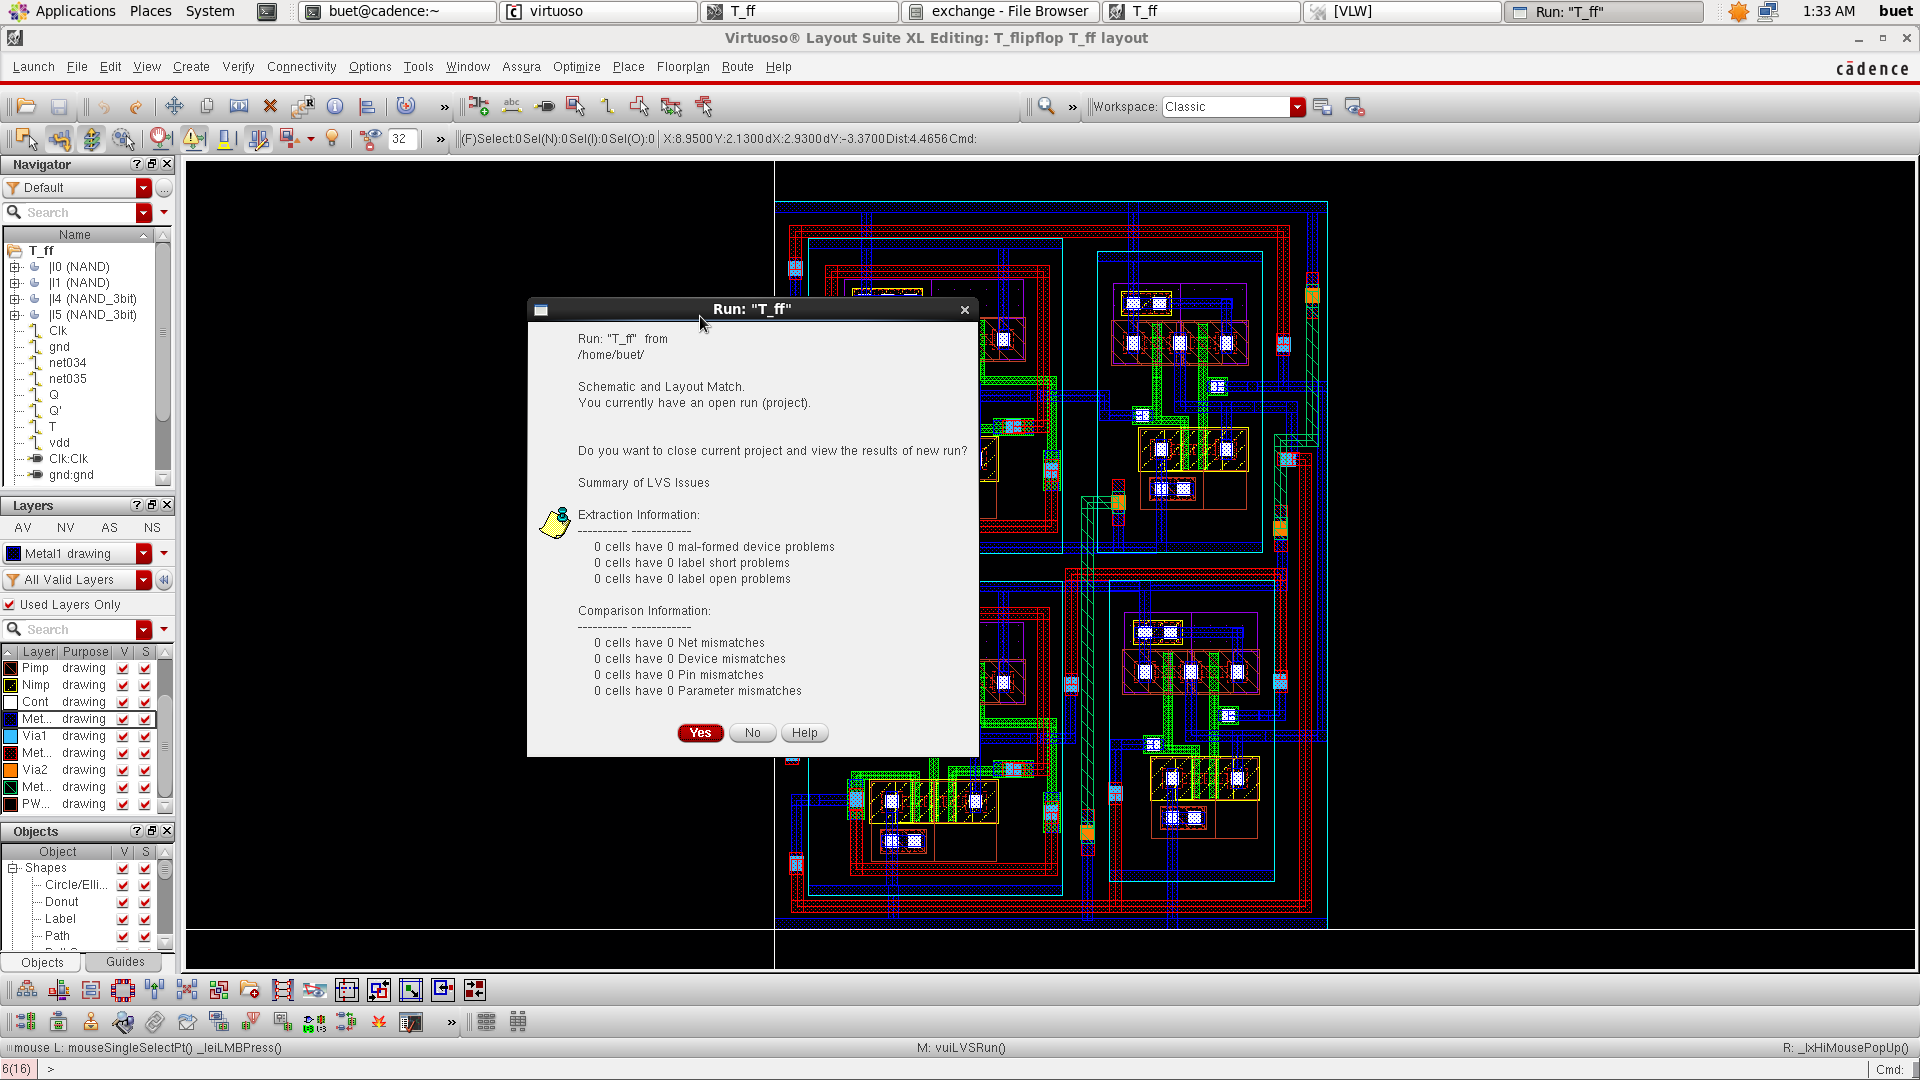 Applications Places System buet@cadence:~ virtuoso T_ff exchange - File Browser T_ff [VLW] Run: "T_ff" 1:33 AM buet
Virtuoso® Layout Suite XL Editing: T_flipflop T_ff layout
Launch File Edit View Create Verify Connectivity Options Tools Window Assura Optimize Place Floorplan Route Help
cādence
» » Workspace: Classic
32 » (F)Select:0 Sel(N):0 Sel(I):0 Sel(O):0 X:8.9500 Y:2.1300 dX:2.9300 dY:-3.3700 Dist:4.4656 Cmd:
Navigator
Default
Search
Name
T_ff
|I0 (NAND)
|I1 (NAND)
|I4 (NAND_3bit)
|I5 (NAND_3bit)
Clk
gnd
net034
net035
Q
Q'
T
vdd
Clk:Clk
gnd:gnd
Layers
AV NV AS NS
Metal1 drawing
All Valid Layers
Used Layers Only
Search
Layer Purpose V S
Pimp drawing
Nimp drawing
Cont drawing
Met... drawing
Via1 drawing
Met... drawing
Via2 drawing
Met... drawing
PW... drawing
Objects
Object V S
Shapes
Circle/Elli...
Donut
Label
Path
Objects Guides
Run: "T_ff"
Run: "T_ff" from
/home/buet/
Schematic and Layout Match.
You currently have an open run (project).
Do you want to close current project and view the results of new run?
Summary of LVS Issues
Extraction Information:
---------- ------------
0 cells have 0 mal-formed device problems
0 cells have 0 label short problems
0 cells have 0 label open problems
Comparison Information:
---------- ------------
0 cells have 0 Net mismatches
0 cells have 0 Device mismatches
0 cells have 0 Pin mismatches
0 cells have 0 Parameter mismatches
Yes No Help
»
mouse L: mouseSingleSelectPt() _leiLMBPress() M: vuiLVSRun() R: _lxHiMousePopUp()
6(16) > Cmd: